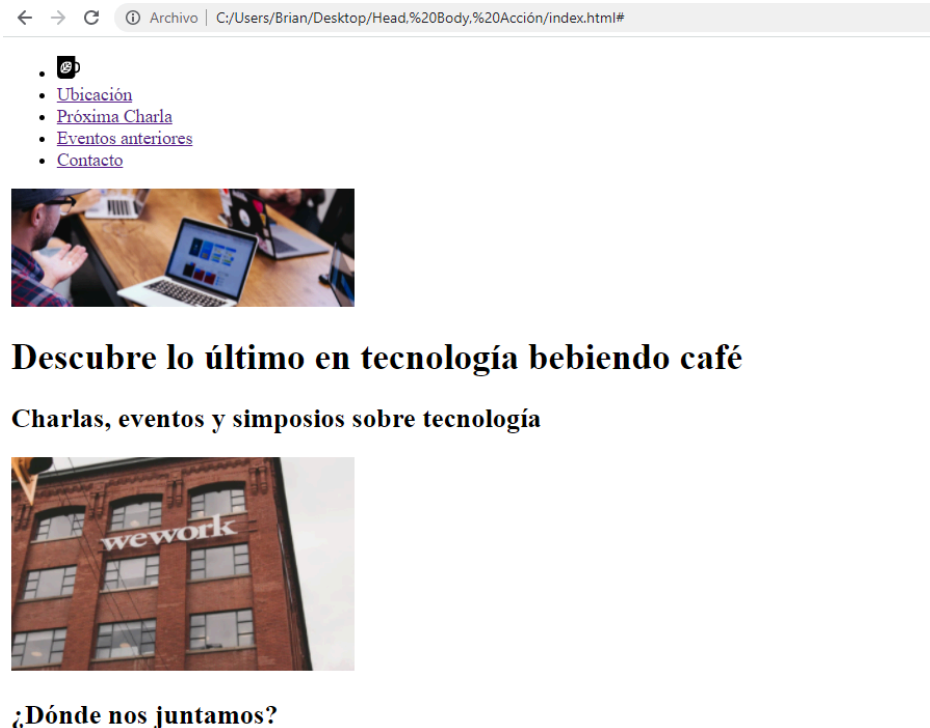 Archivo | C:/Users/Brian/Desktop/Head,%20Body,%20Acción/index.html#
Ubicación
Próxima Charla
Eventos anteriores
Contacto
Descubre lo último en tecnología bebiendo café
Charlas, eventos y simposios sobre tecnología
wework
¿Dónde nos juntamos?